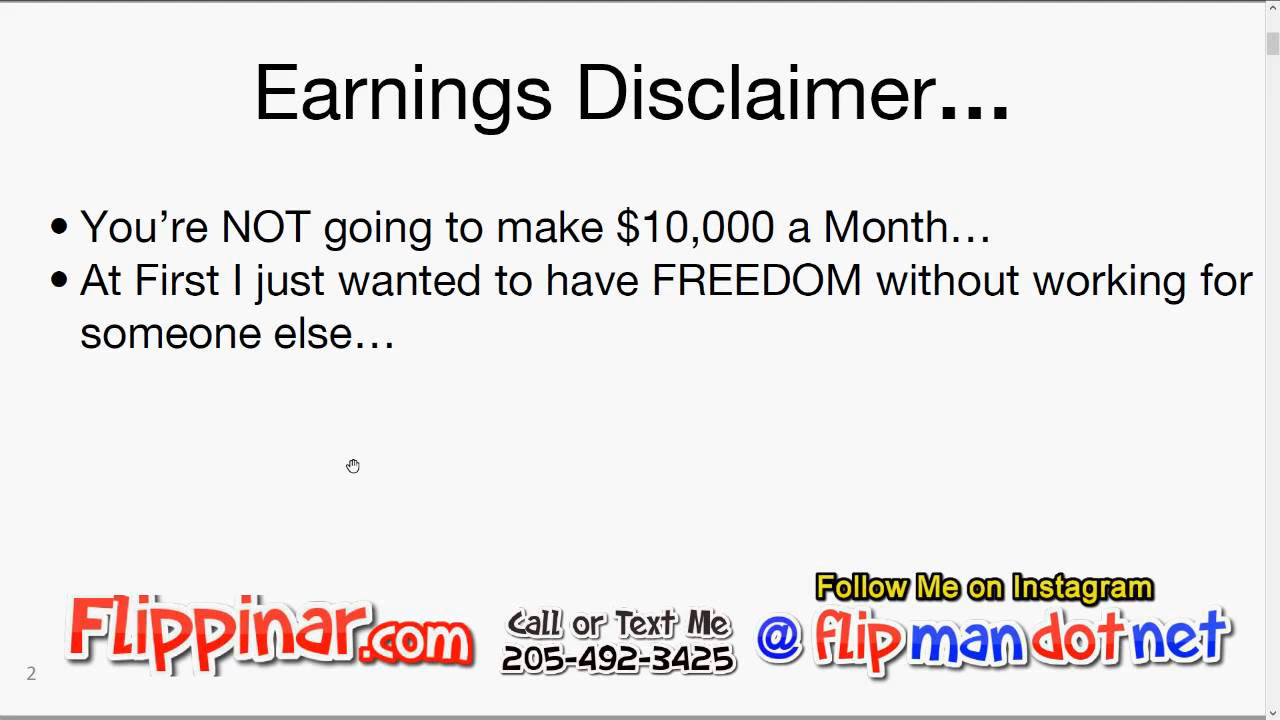 Earnings Disclaimer...
• You’re NOT going to make $10,000 a Month…
• At First I just wanted to have FREEDOM without working for
someone else…
Follow Me on Instagram
Flippinar.com
Call or Text Me
205-492-3425
@flipmandotnet
2